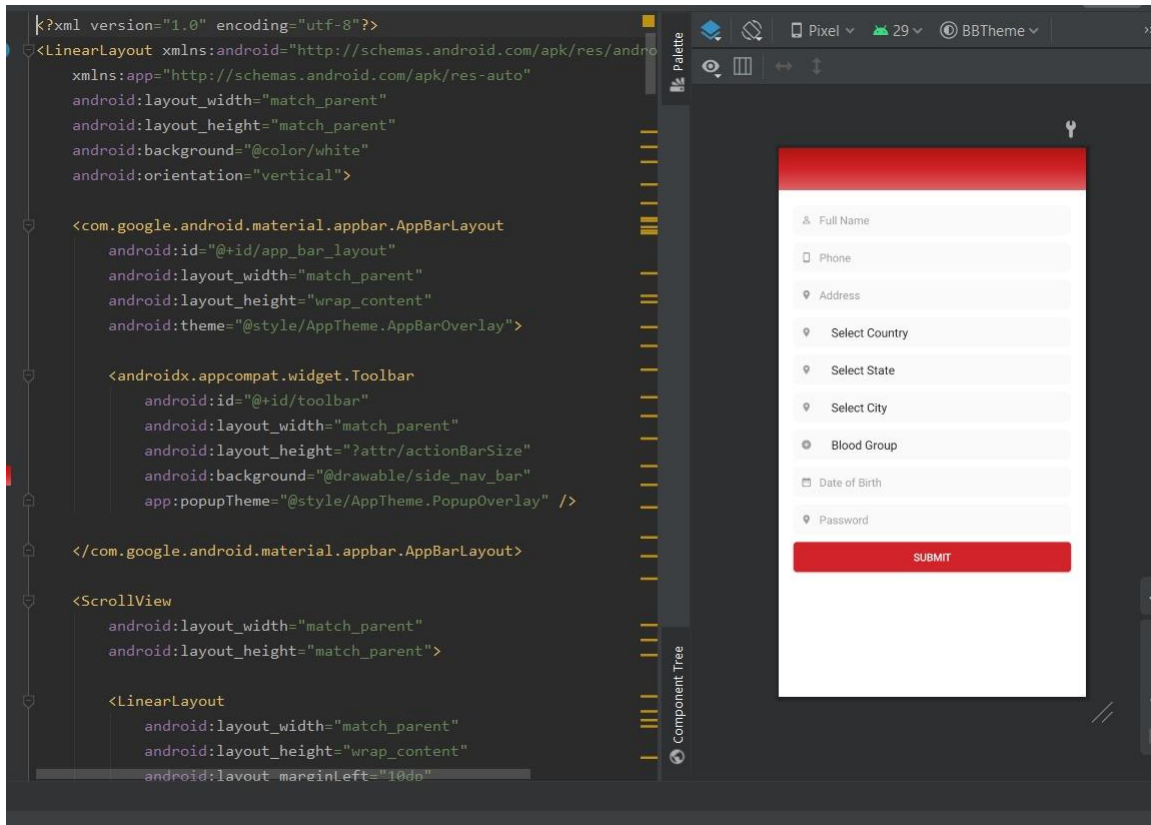 <?xml version="1.0" encoding="utf-8"?>
<LinearLayout xmlns:android="http://schemas.android.com/apk/res/andro
xmlns:app="http://schemas.android.com/apk/res-auto"
android:layout_width="match_parent"
android:layout_height="match_parent"
android:background="@color/white"
android:orientation="vertical">
<com.google.android.material.appbar.AppBarLayout
android:id="@+id/app_bar_layout"
android:layout_width="match_parent"
android:layout_height="wrap_content"
android:theme="@style/AppTheme.AppBarOverlay">
<androidx.appcompat.widget.Toolbar
android:id="@+id/toolbar"
android:layout_width="match_parent"
android:layout_height="?attr/actionBarSize"
android:background="@drawable/side_nav_bar"
app:popupTheme="@style/AppTheme.PopupOverlay" />
</com.google.android.material.appbar.AppBarLayout>
<ScrollView
android:layout_width="match_parent"
android:layout_height="match_parent">
<LinearLayout
android:layout_width="match_parent"
android:layout_height="wrap_content"
android:layout_marginLeft="10dp"
Palette
Component Tree
Pixel 29 BBTheme
Full Name
Phone
Address
Select Country
Select State
Select City
Blood Group
Date of Birth
Password
SUBMIT